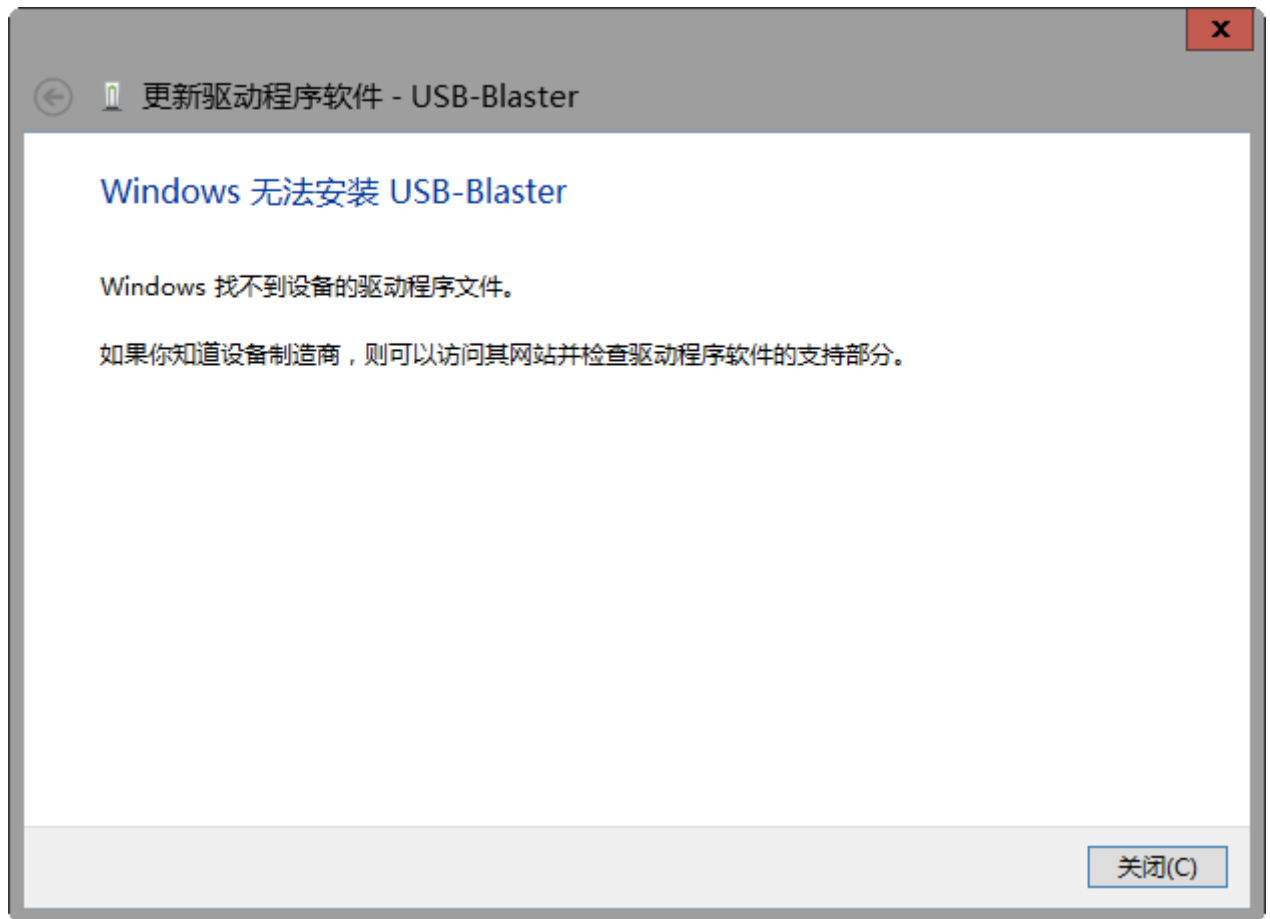 x
更新驱动程序软件 - USB-Blaster
Windows 无法安装 USB-Blaster
Windows 找不到设备的驱动程序文件。
如果你知道设备制造商，则可以访问其网站并检查驱动程序软件的支持部分。
关闭(C)